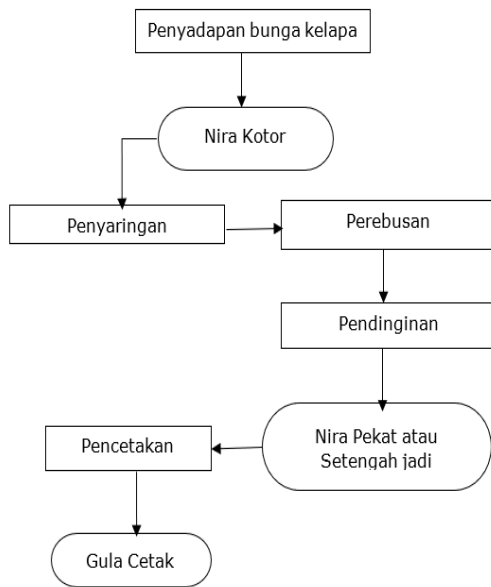 Penyadapan bunga kelapa
Nira Kotor
Penyaringan
Perebusan
Pendinginan
Nira Pekat atau
Setengah jadi
Pencetakan
Gula Cetak